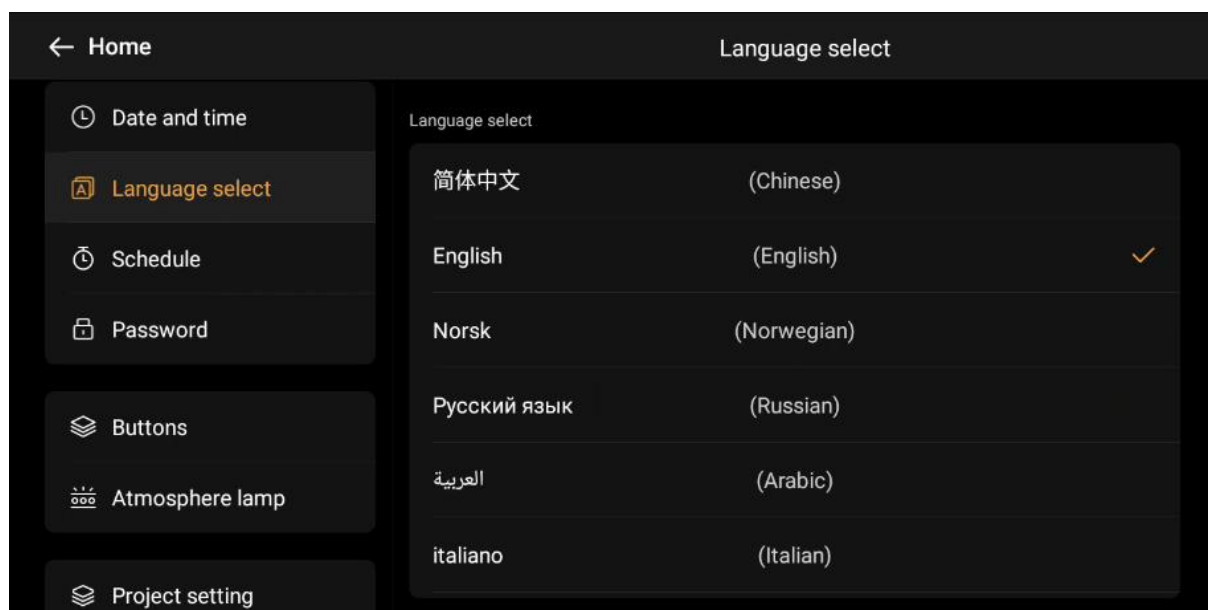 Home
Language select
Date and time
Language select
Schedule
Password
Buttons
Atmosphere lamp
Project setting
Language select
简体中文 (Chinese)
English (English)
Norsk (Norwegian)
Русский язык (Russian)
العربية (Arabic)
italiano (Italian)